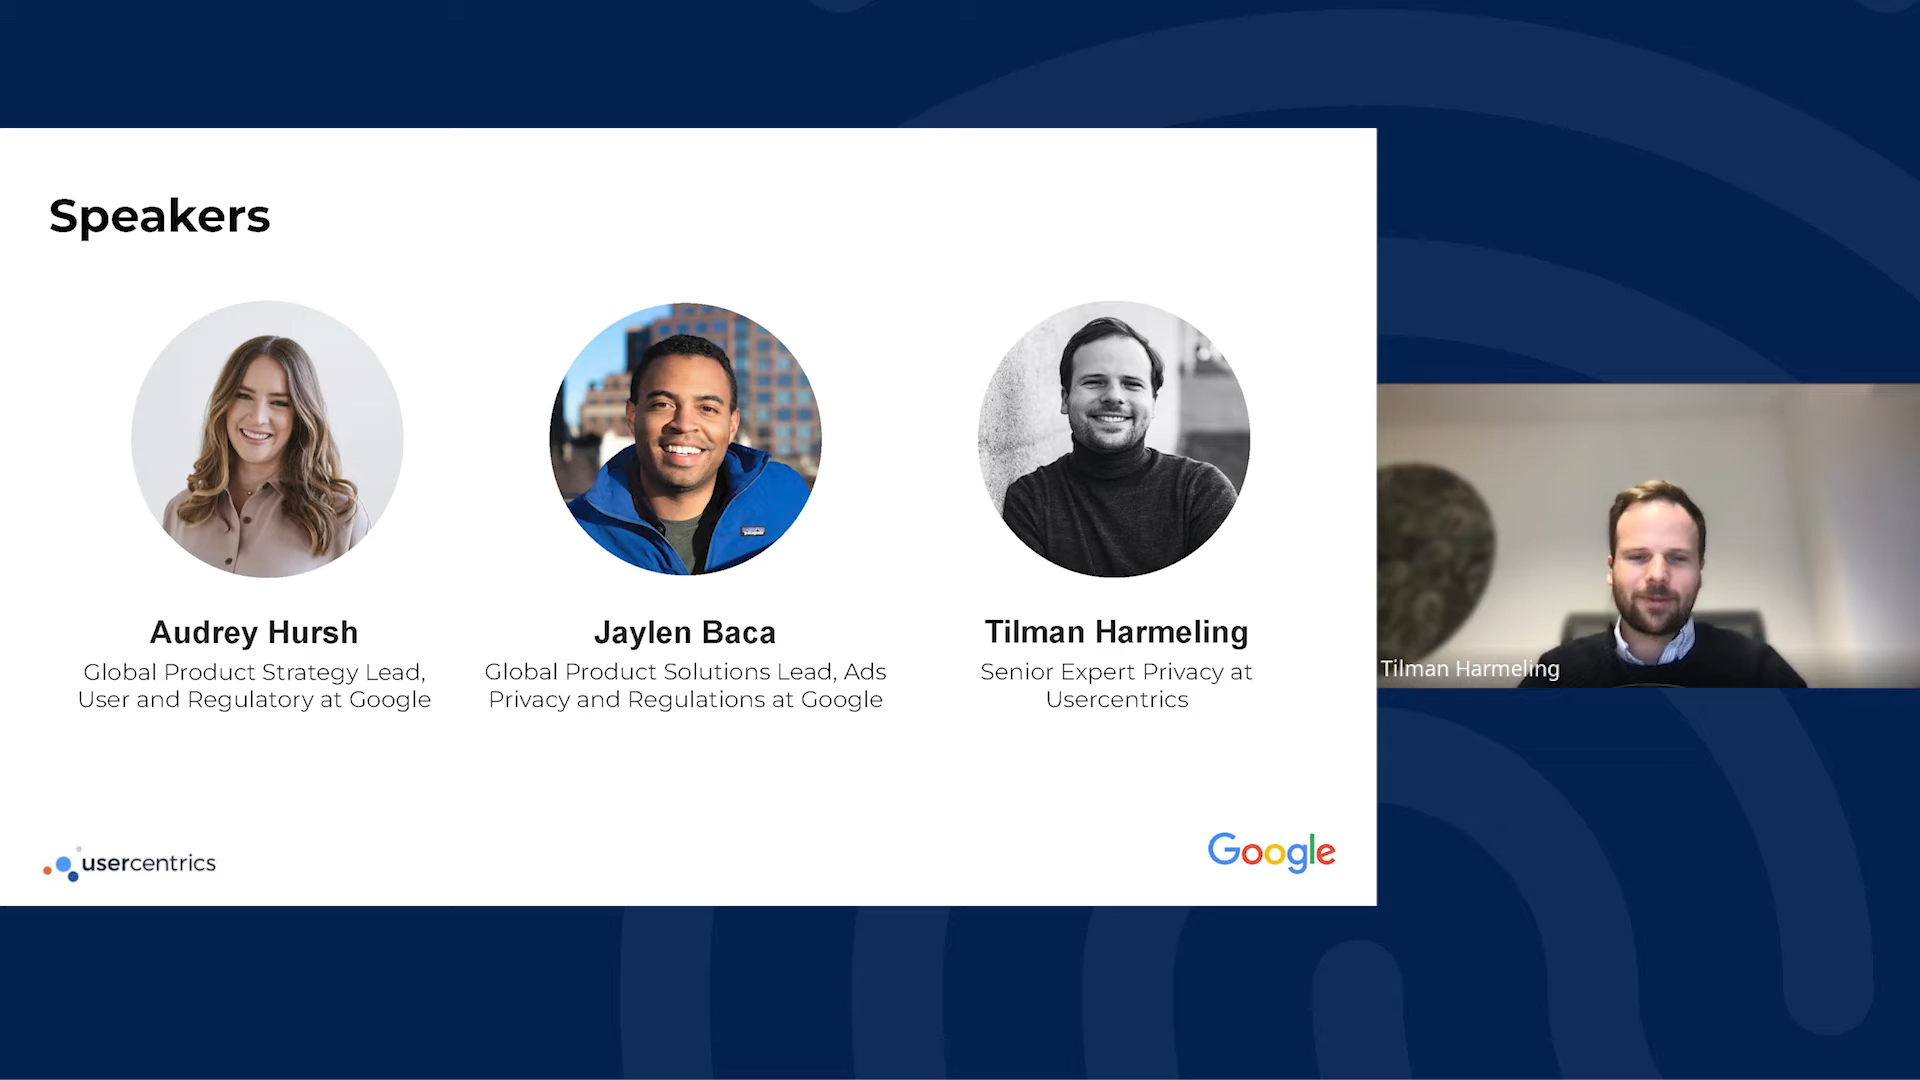 Speakers
Audrey Hursh
Global Product Strategy Lead,
User and Regulatory at Google
Jaylen Baca
Global Product Solutions Lead, Ads
Privacy and Regulations at Google
Tilman Harmeling
Senior Expert Privacy at
Usercentrics
Tilman Harmeling
usercentrics
Google